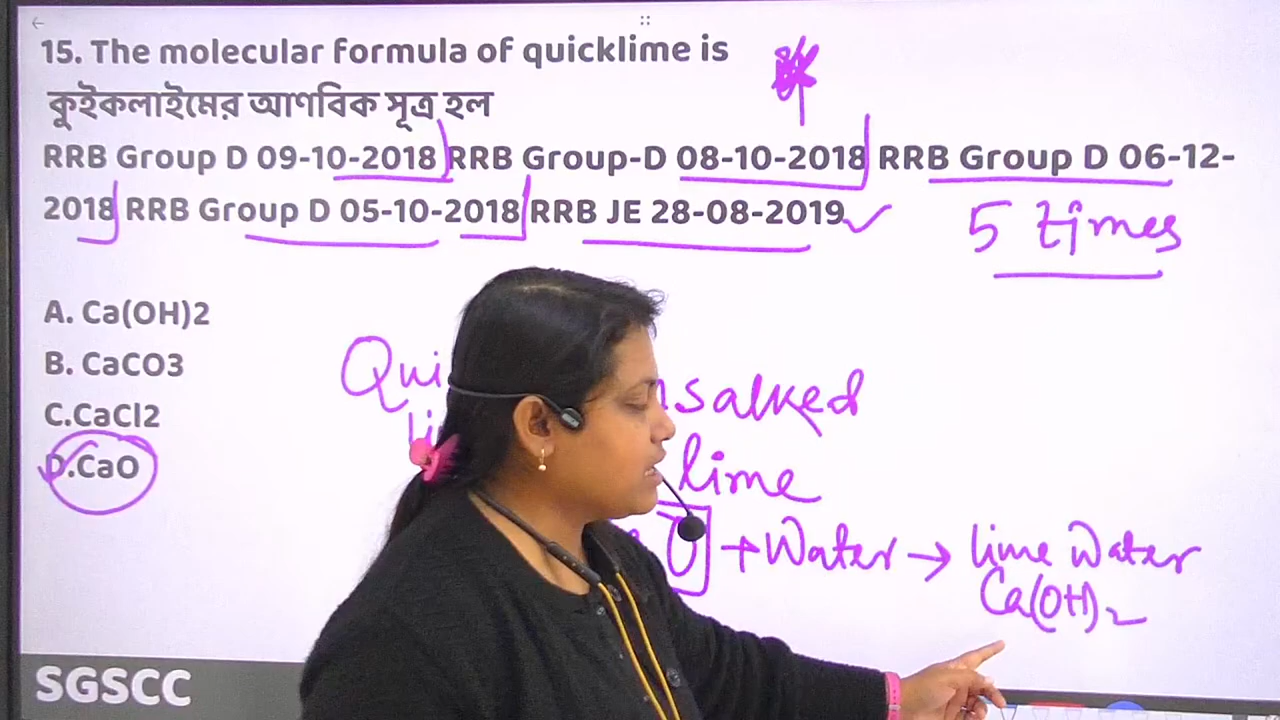 15. The molecular formula of quicklime is
কুইকলাইমের আণবিক সূত্র হল
RRB Group D 09-10-2018 RRB Group-D 08-10-2018 RRB Group D 06-12-
2018 RRB Group D 05-10-2018 RRB JE 28-08-2019
5 times
A. Ca(OH)2
B. CaCO3
C.CaCl2
D.CaO
+ Water → lime water
lime
Ca(OH)2
SGSCC